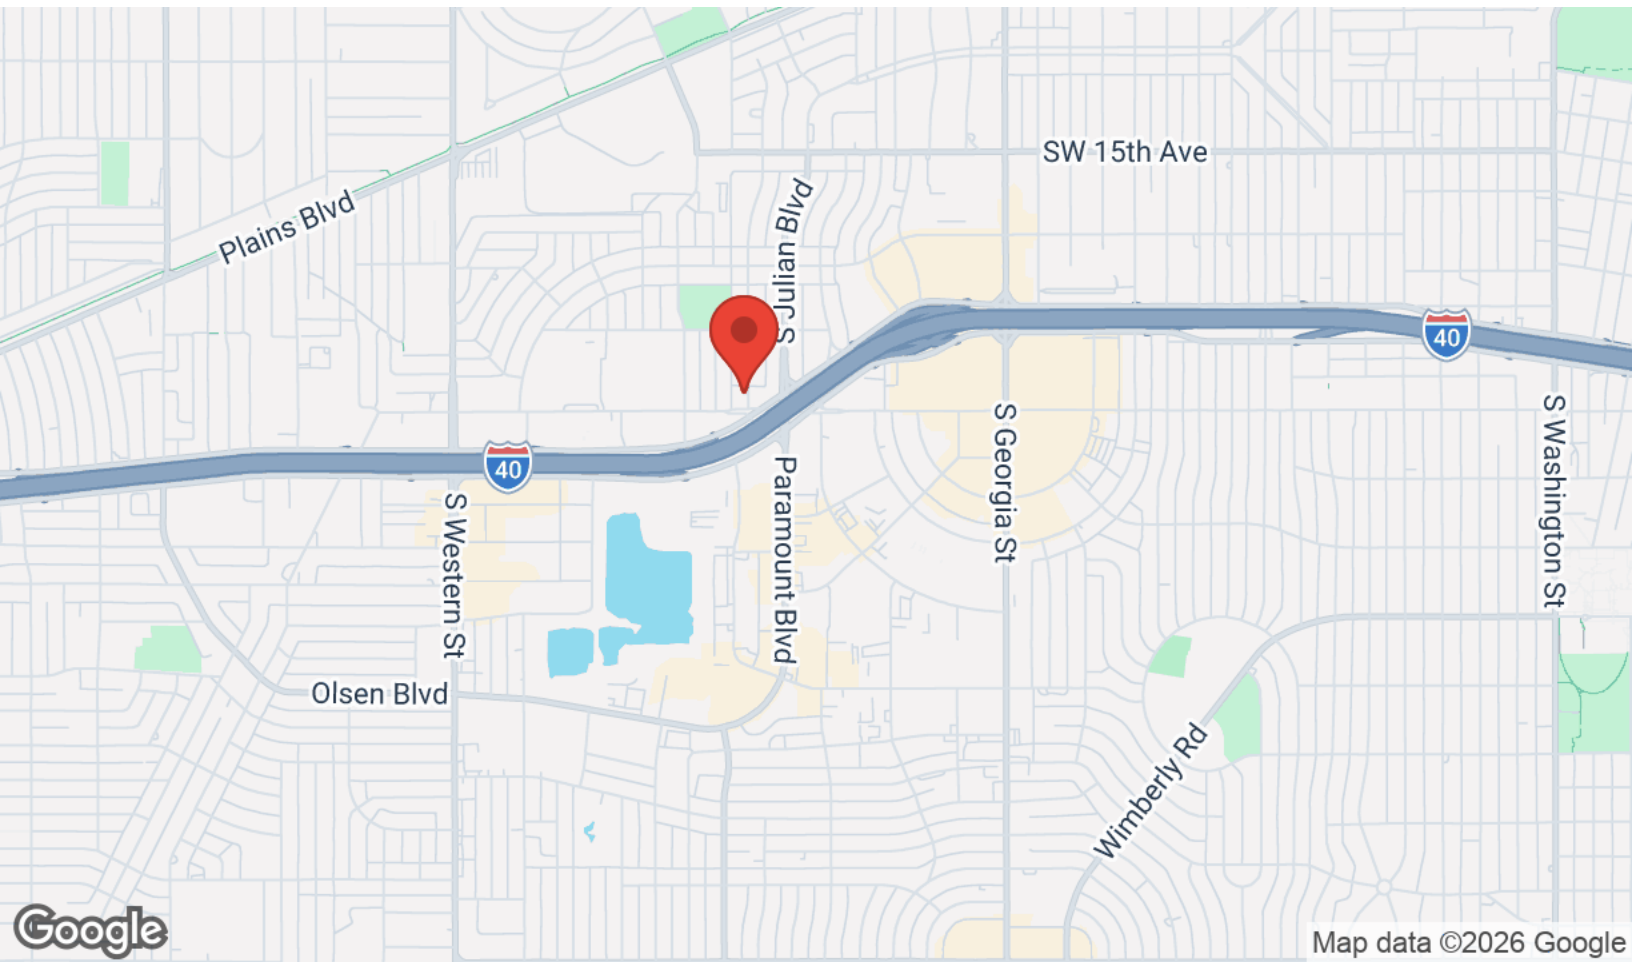 SW 15th Ave
Plains Blvd
S Julian Blvd
40
40
S Georgia St
S Washington St
40
S Western St
Paramount Blvd
Olsen Blvd
Wimberly Rd
Google
Map data ©2026 Google